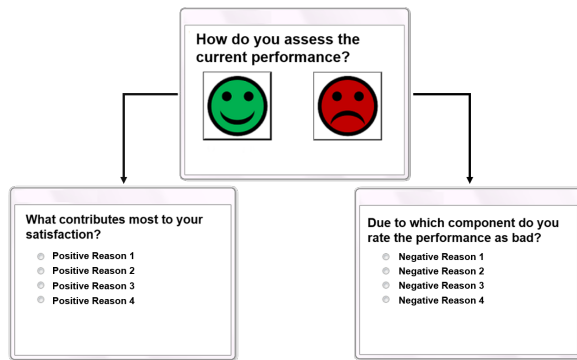 How do you assess the
current performance?
What contributes most to your
satisfaction?
Positive Reason 1
Positive Reason 2
Positive Reason 3
Positive Reason 4
Due to which component do you
rate the performance as bad?
Negative Reason 1
Negative Reason 2
Negative Reason 3
Negative Reason 4